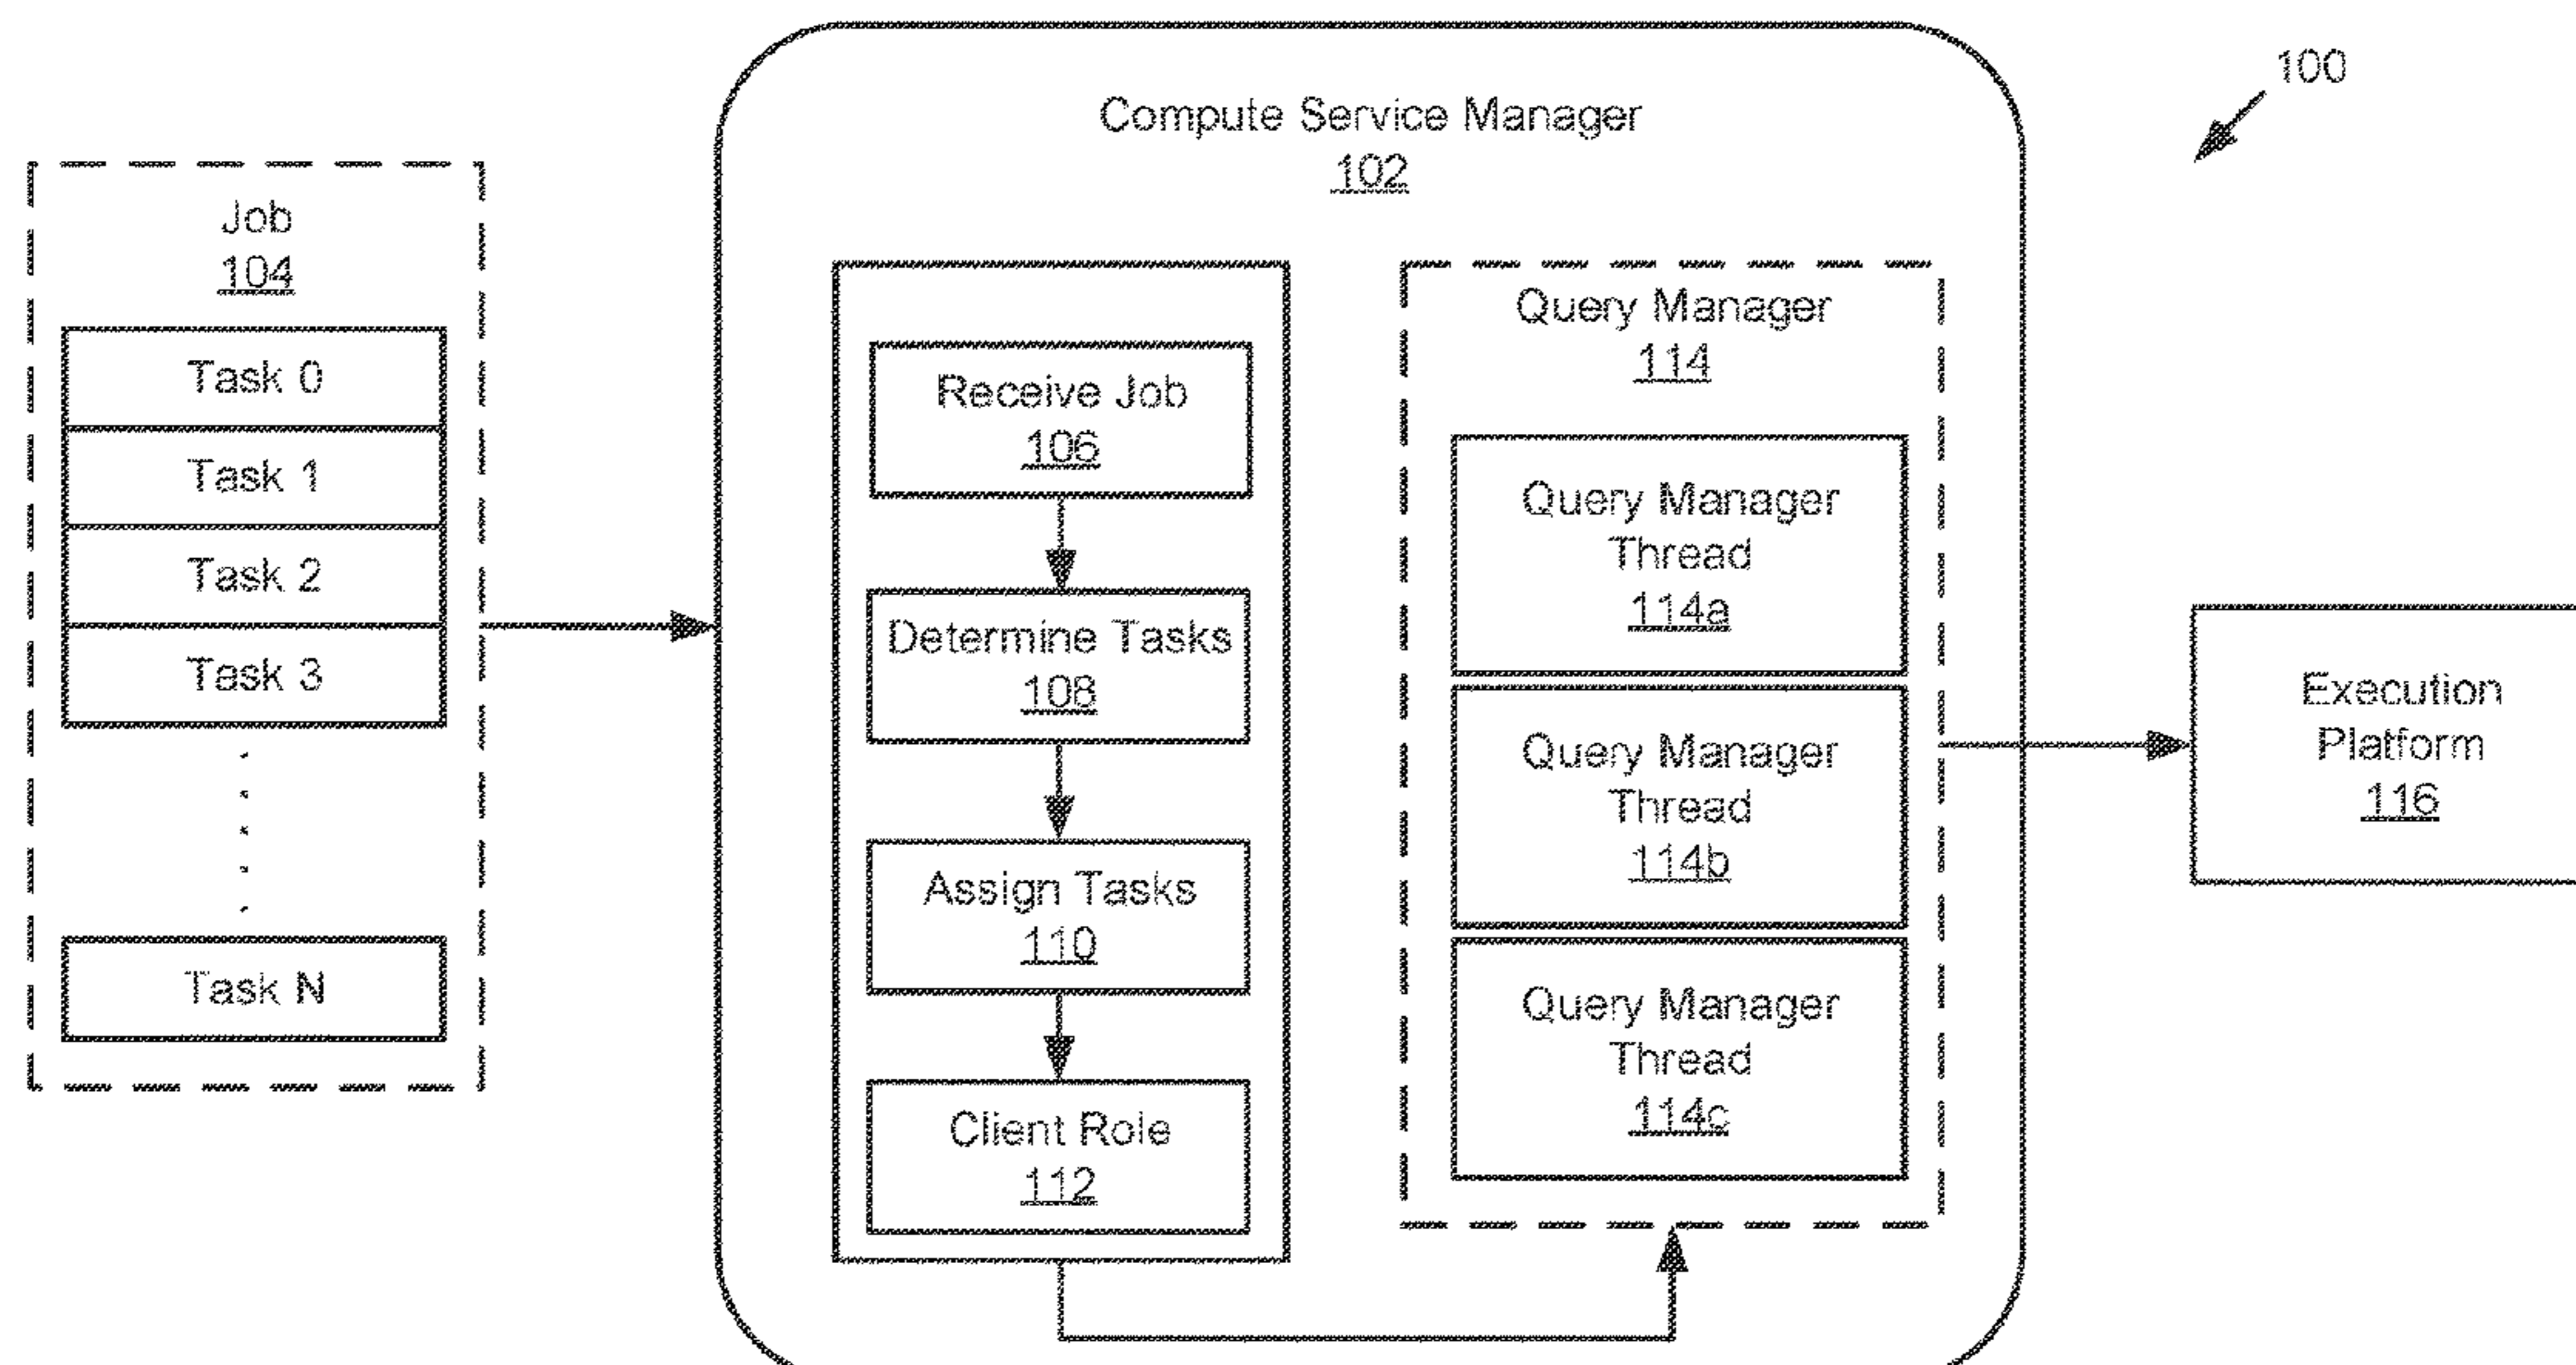 100
Compute Service Manager
102
Job
104
Task 0
Task 1
Task 2
Task 3
Task N
Receive Job
106
Determine Tasks
108
Assign Tasks
110
Client Role
112
Query Manager
114
Query Manager
Thread
114a
Query Manager
Thread
114b
Query Manager
Thread
114c
Execution
Platform
116